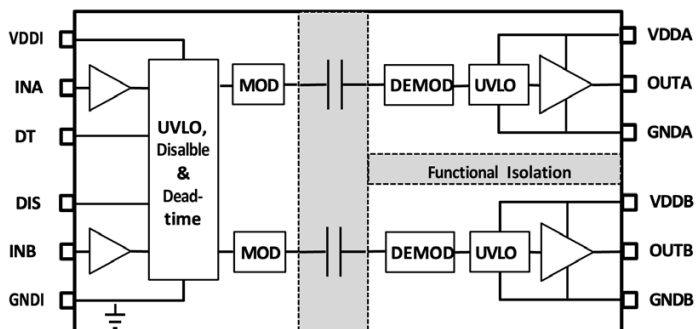 VDDI
INA
DT
DIS
INB
GNDI
UVLO,
Disalble
&
Dead-
time
MOD
DEMOD
UVLO
VDDA
OUTA
GNDA
Functional Isolation
MOD
DEMOD
UVLO
VDDB
OUTB
GNDB